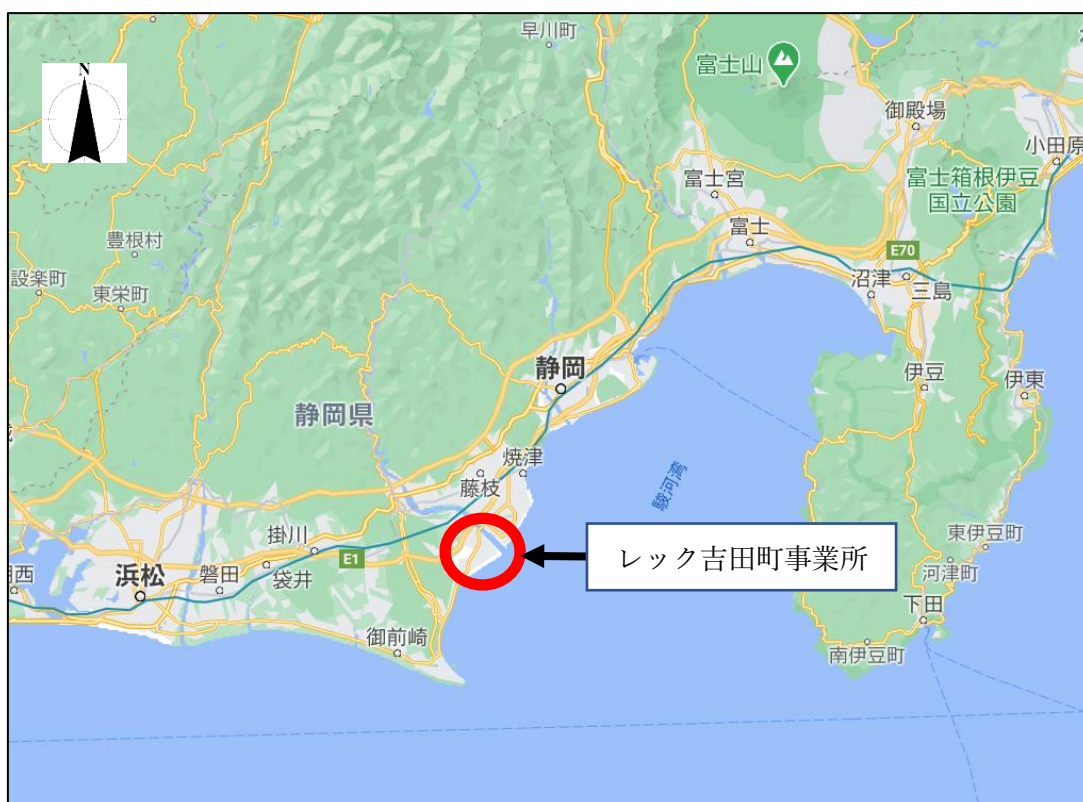 早川町
N
富士山
御殿場
小田原
富士宮
富士箱根伊豆
国立公園
富士
豊根村
E70
設楽町
沼津
三島
東栄町
静岡
伊豆
伊東
静岡県
焼津
藤枝
駿河湾
掛川
東伊豆町
E1
レック吉田町事業所
河津町
湖西
浜松
磐田
袋井
下田
御前崎
南伊豆町